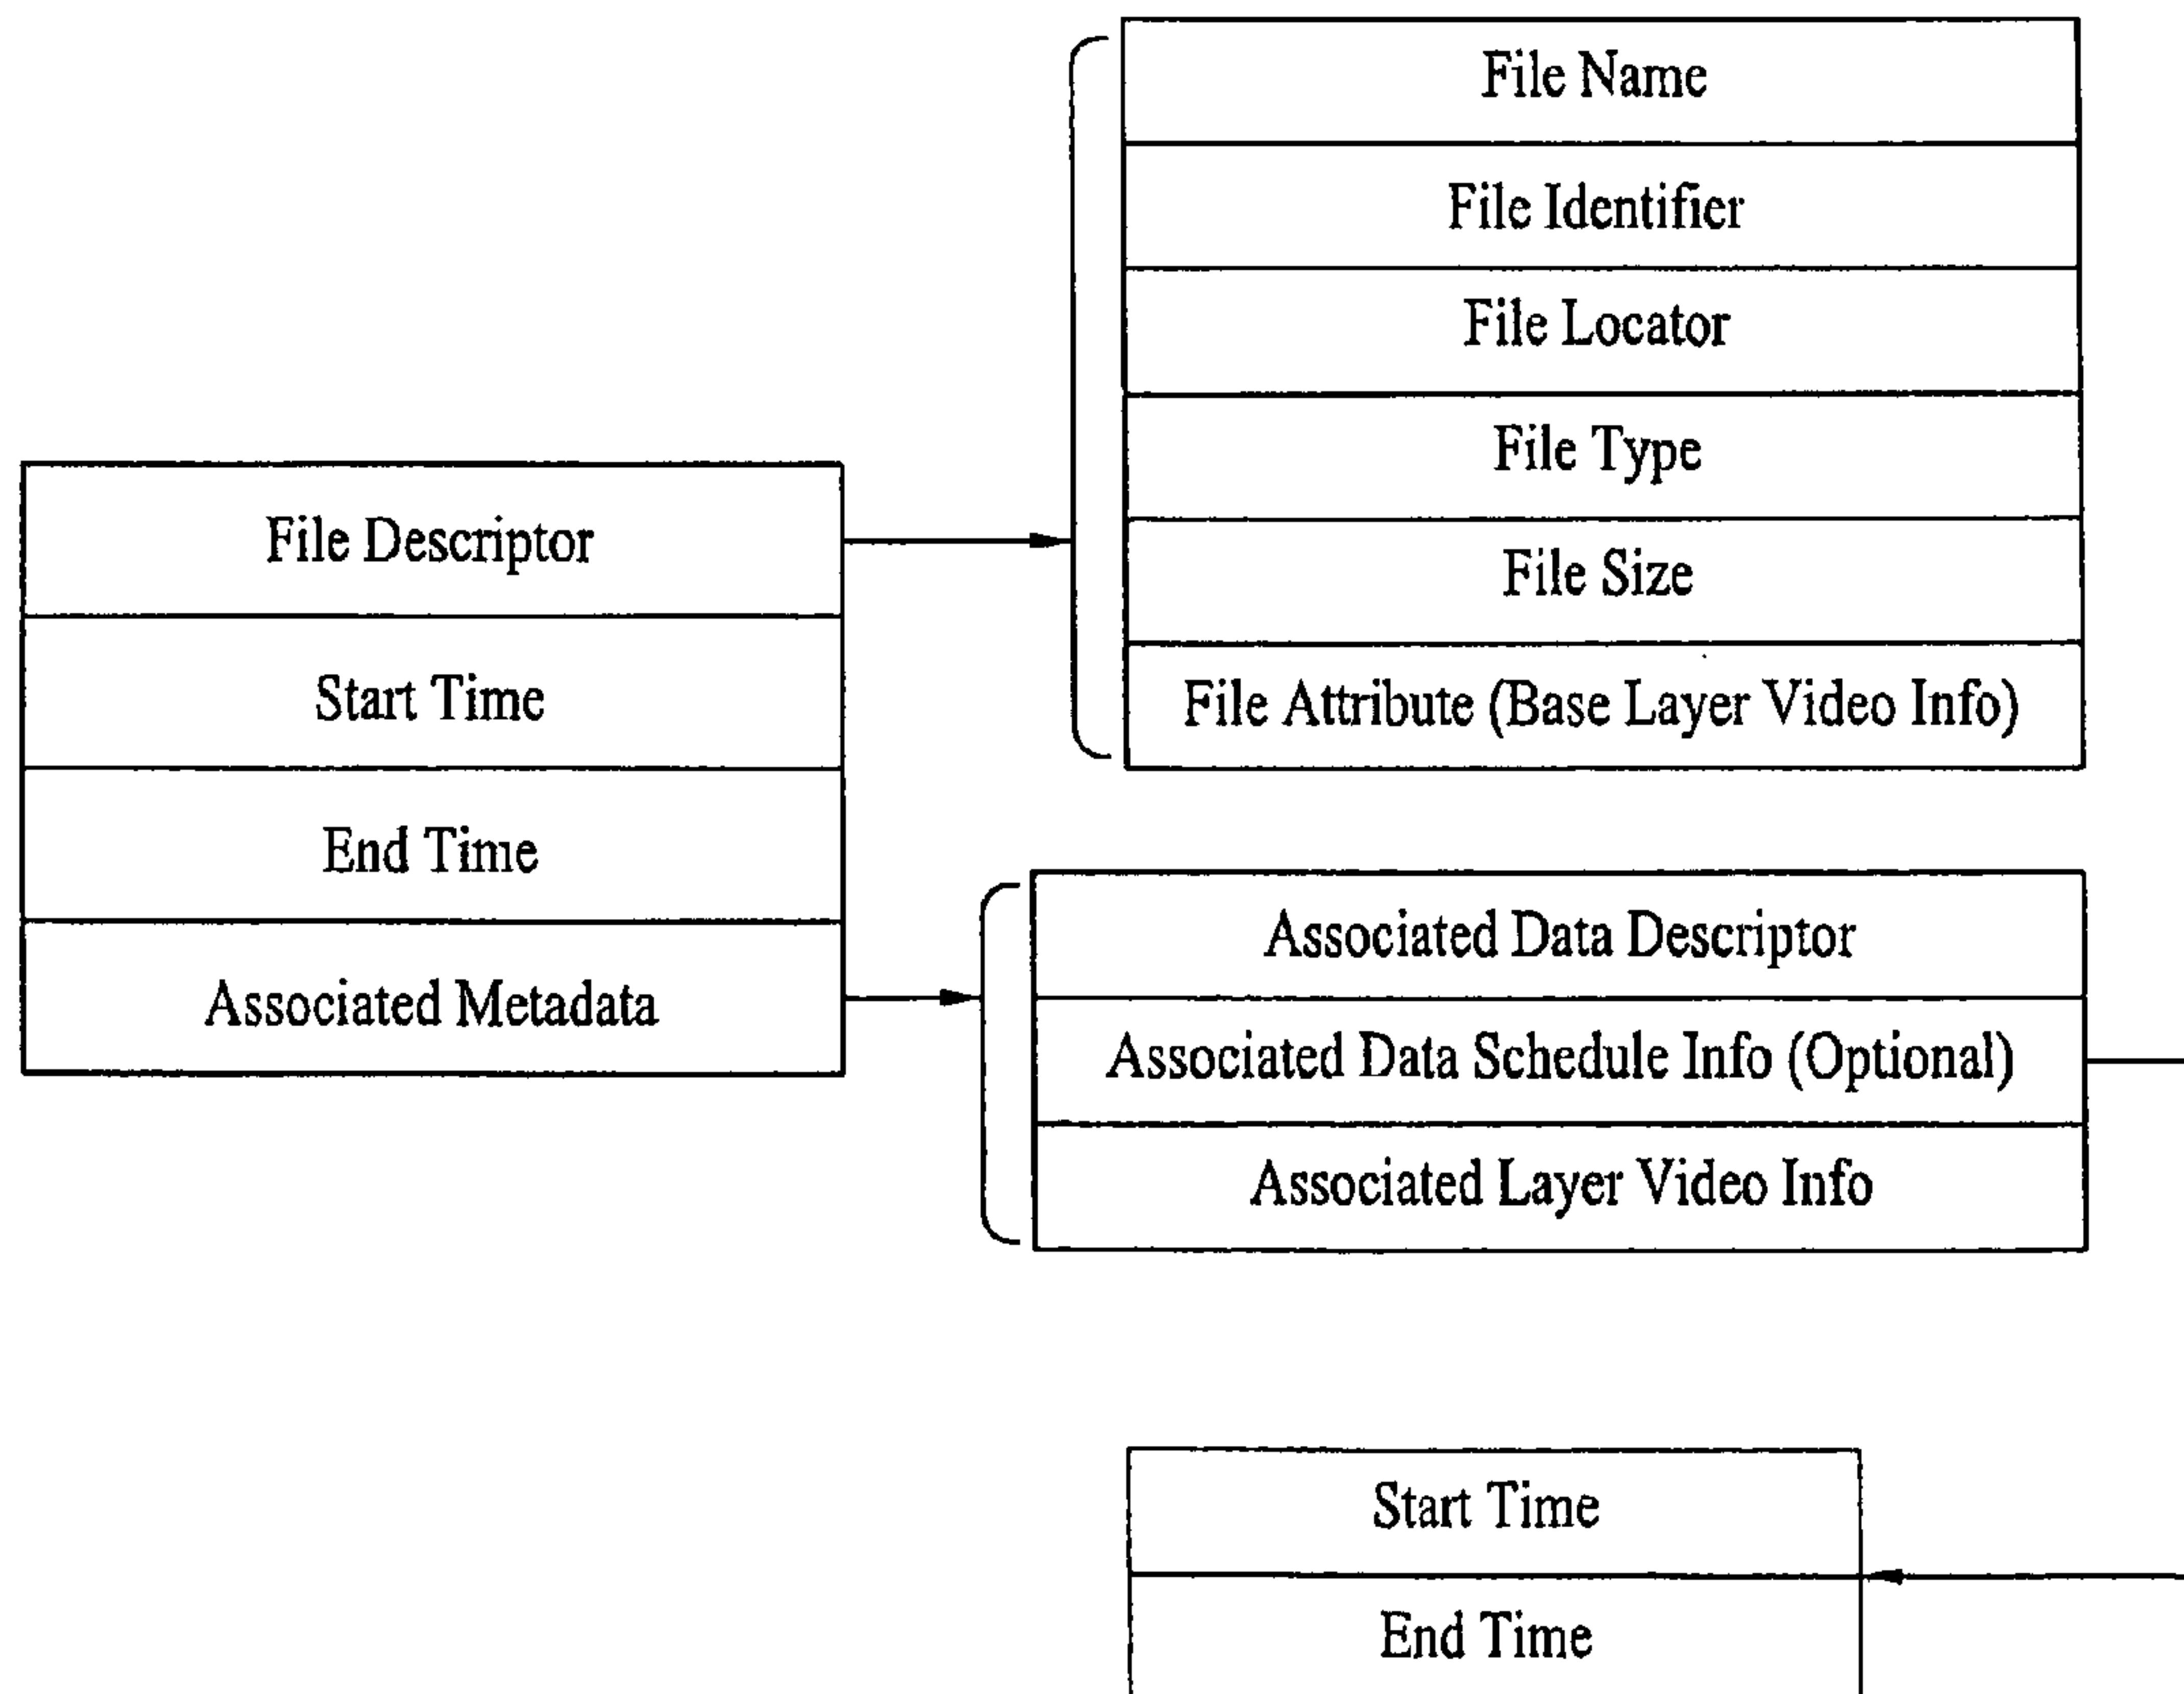 File Name
File Identifier
File Locator
File Type
File Size
File Attribute (Base Layer Video Info)
File Descriptor
Start Time
End Time
Associated Metadata
Associated Data Descriptor
Associated Data Schedule Info (Optional)
Associated Layer Video Info
Start Time
End Time